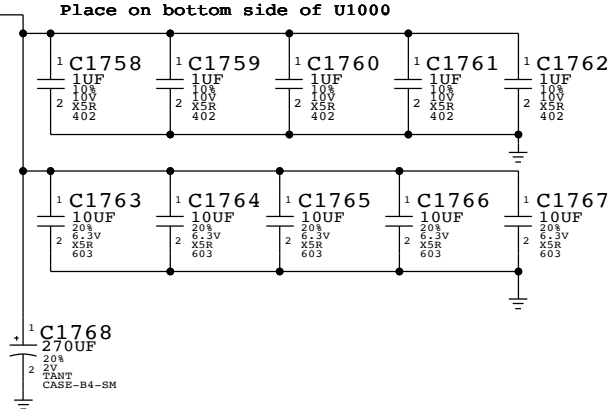 Place on bottom side of U1000
1 C1758
1UF
10%
10V
2 X5R
402
1 C1759
1UF
10%
10V
2 X5R
402
1 C1760
1UF
10%
10V
2 X5R
402
1 C1761
1UF
10%
10V
2 X5R
402
1 C1762
1UF
10%
10V
2 X5R
402
1 C1763
10UF
20%
6.3V
2 X5R
603
1 C1764
10UF
20%
6.3V
2 X5R
603
1 C1765
10UF
20%
6.3V
2 X5R
603
1 C1766
10UF
20%
6.3V
2 X5R
603
1 C1767
10UF
20%
6.3V
2 X5R
603
1 C1768
+ 270UF
20%
2V
2 TANT
CASE-B4-SM